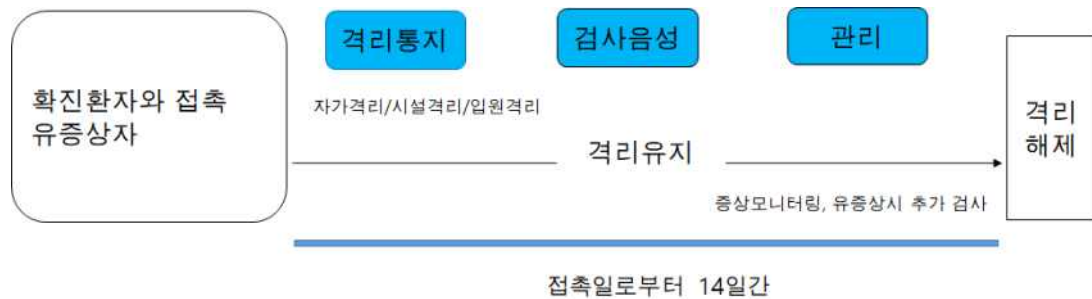 격리통지
검사음성
관리
확진환자와 접촉
유증상자
자가격리/시설격리/입원격리
격리유지
증상모니터링, 유증상시 추가 검사
격리
해제
접촉일로부터 14일간